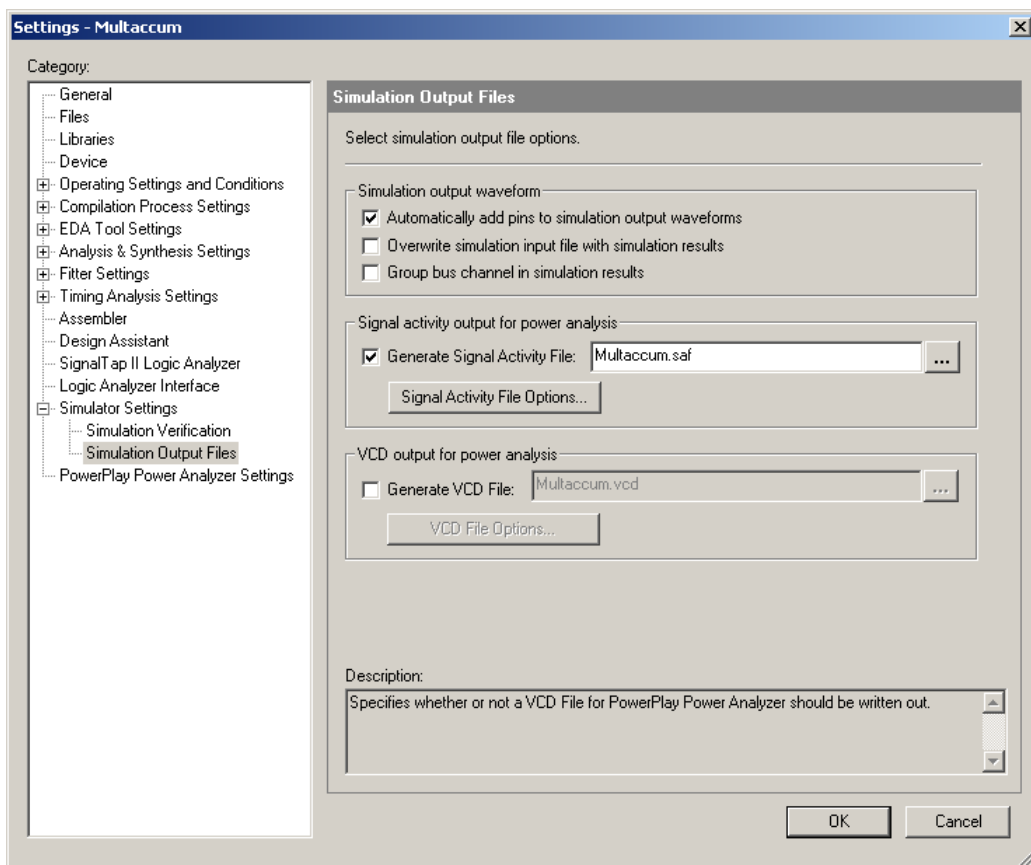 Settings - Multaccum
Category:
General
Files
Libraries
Device
Operating Settings and Conditions
Compilation Process Settings
EDA Tool Settings
Analysis & Synthesis Settings
Fitter Settings
Timing Analysis Settings
Assembler
Design Assistant
SignalTap II Logic Analyzer
Logic Analyzer Interface
Simulator Settings
Simulation Verification
Simulation Output Files
PowerPlay Power Analyzer Settings
Simulation Output Files
Select simulation output file options.
Simulation output waveform
Automatically add pins to simulation output waveforms
Overwrite simulation input file with simulation results
Group bus channel in simulation results
Signal activity output for power analysis
Generate Signal Activity File: Multaccum.saf ...
Signal Activity File Options...
VCD output for power analysis
Generate VCD File: Multaccum.vcd ...
VCD File Options...
Description:
Specifies whether or not a VCD File for PowerPlay Power Analyzer should be written out.
OK Cancel